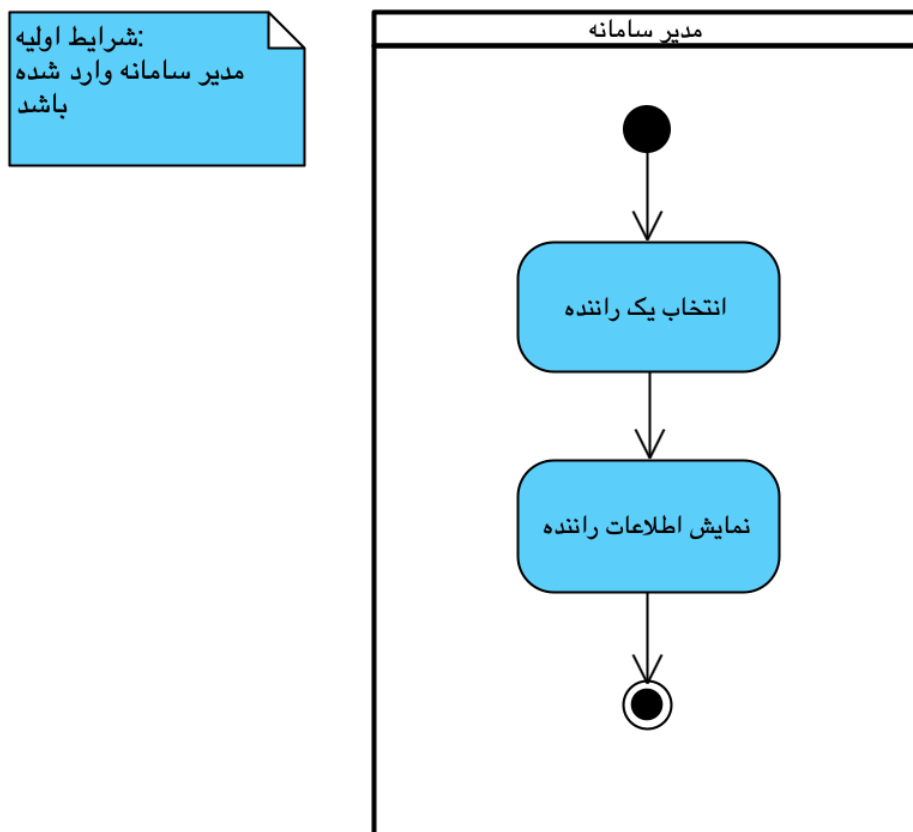 شرایط اولیه:
مدیر سامانه وارد شده
باشد
مدیر سامانه
انتخاب یک راننده
نمایش اطلاعات راننده